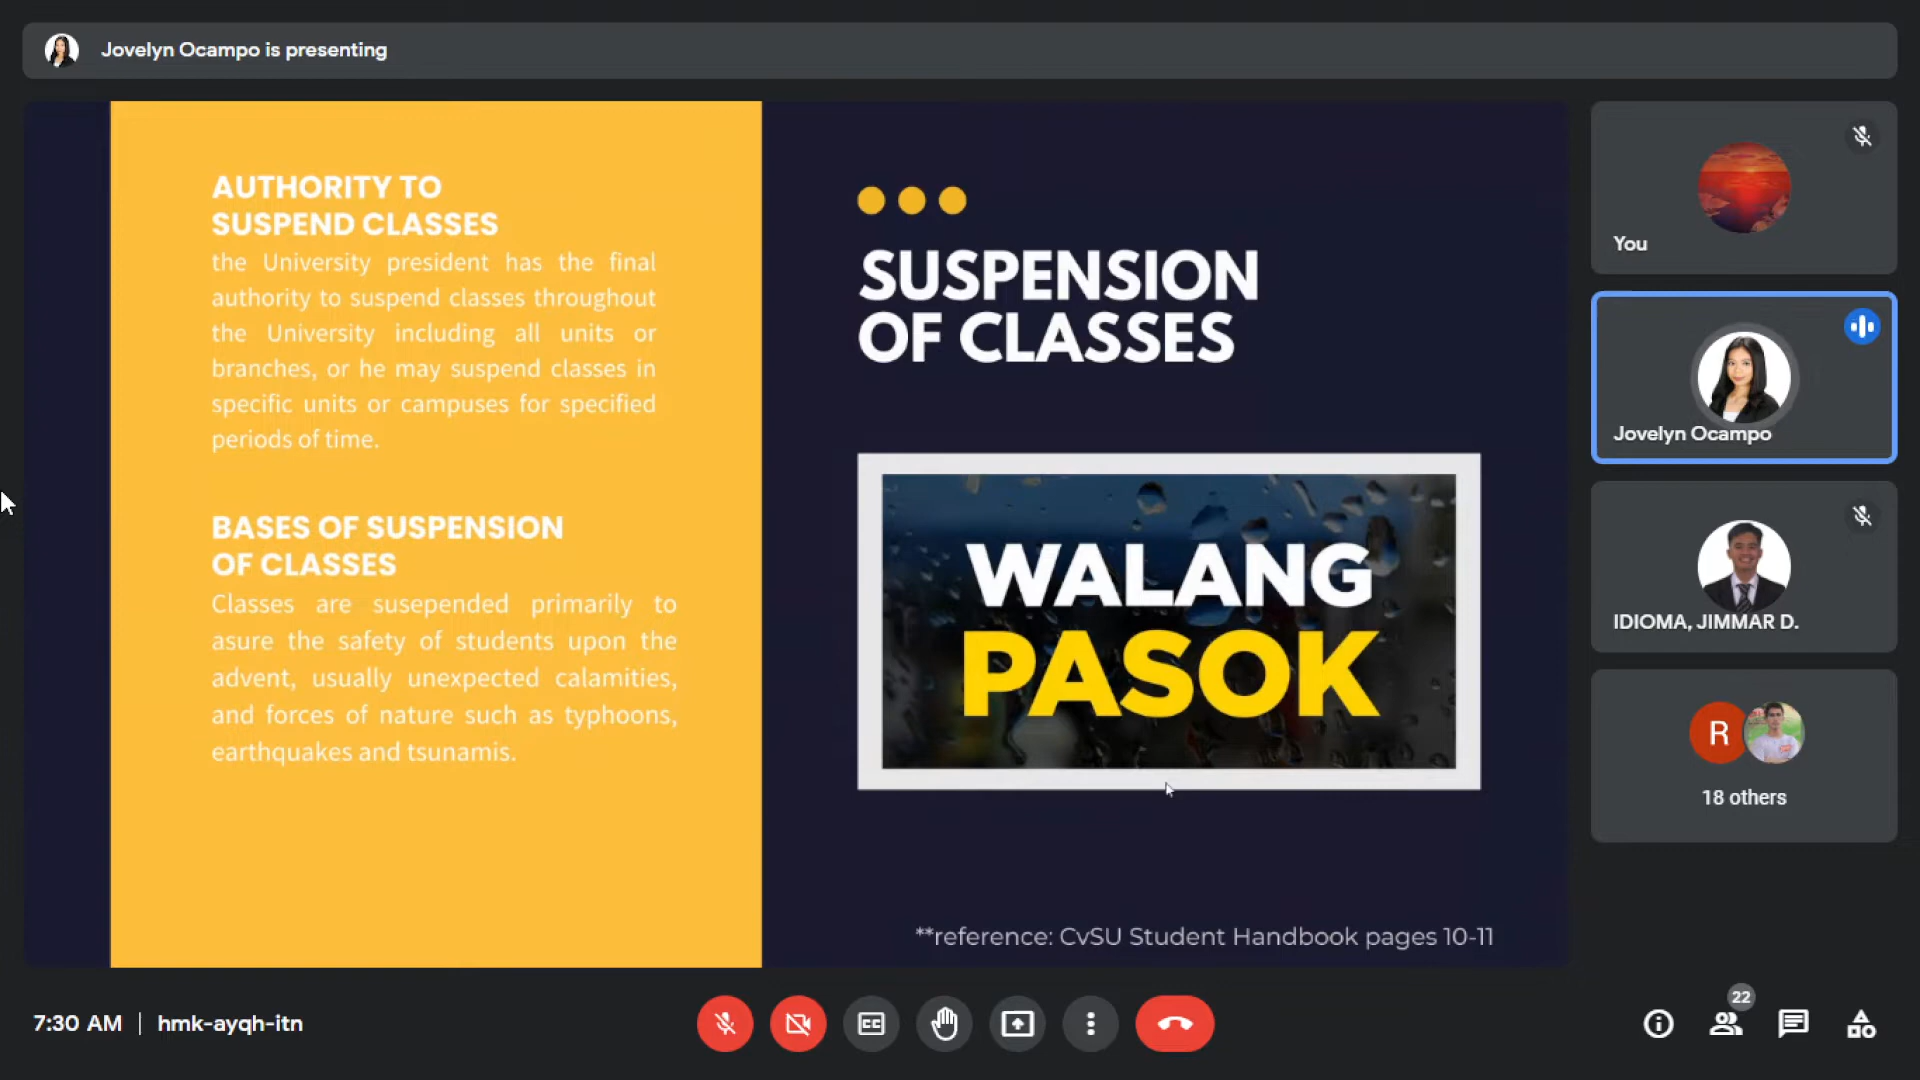 Jovelyn Ocampo is presenting
AUTHORITY TO
SUSPEND CLASSES
the University president has the final
authority to suspend classes throughout
the University including all units or
branches, or he may suspend classes in
specific units or campuses for specified
periods of time.
BASES OF SUSPENSION
OF CLASSES
Classes are susepended primarily to
asure the safety of students upon the
advent, usually unexpected calamities,
and forces of nature such as typhoons,
earthquakes and tsunamis.
SUSPENSION
OF CLASSES
WALANG
PASOK
**reference: CvSU Student Handbook pages 10-11
You
Jovelyn Ocampo
IDIOMA, JIMMAR D.
R
18 others
7:30 AM | hmk-ayqh-itn
CC
22